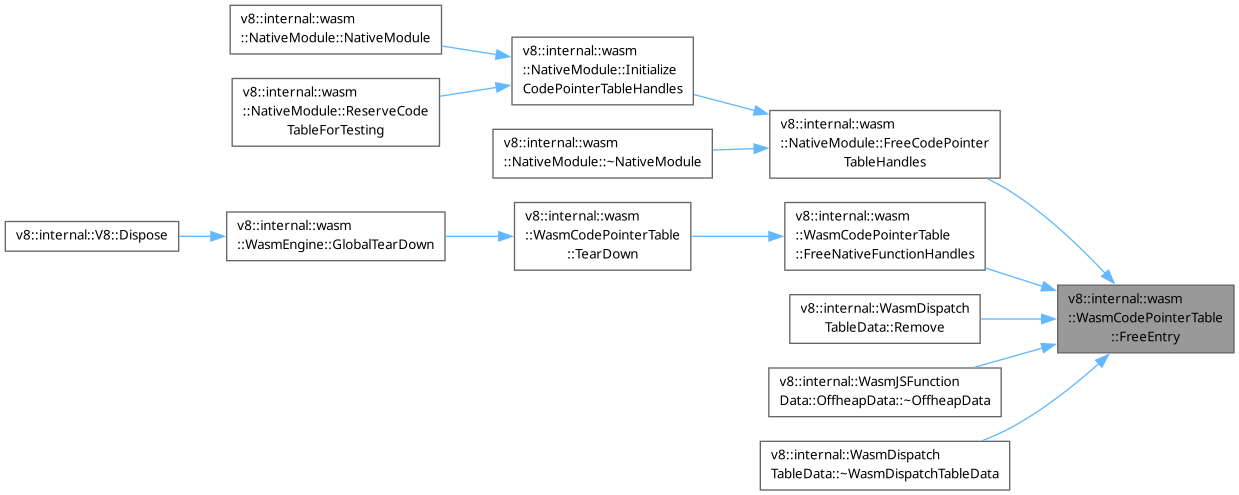 v8::internal::wasm
::NativeModule::NativeModule
v8::internal::wasm
::NativeModule::ReserveCode
TableForTesting
v8::internal::wasm
::NativeModule::Initialize
CodePointerTableHandles
v8::internal::wasm
::NativeModule::~NativeModule
v8::internal::wasm
::NativeModule::FreeCodePointer
TableHandles
v8::internal::V8::Dispose
v8::internal::wasm
::WasmEngine::GlobalTearDown
v8::internal::wasm
::WasmCodePointerTable
::TearDown
v8::internal::wasm
::WasmCodePointerTable
::FreeNativeFunctionHandles
v8::internal::WasmDispatch
TableData::Remove
v8::internal::WasmJSFunction
Data::OffheapData::~OffheapData
v8::internal::WasmDispatch
TableData::~WasmDispatchTableData
v8::internal::wasm
::WasmCodePointerTable
::FreeEntry